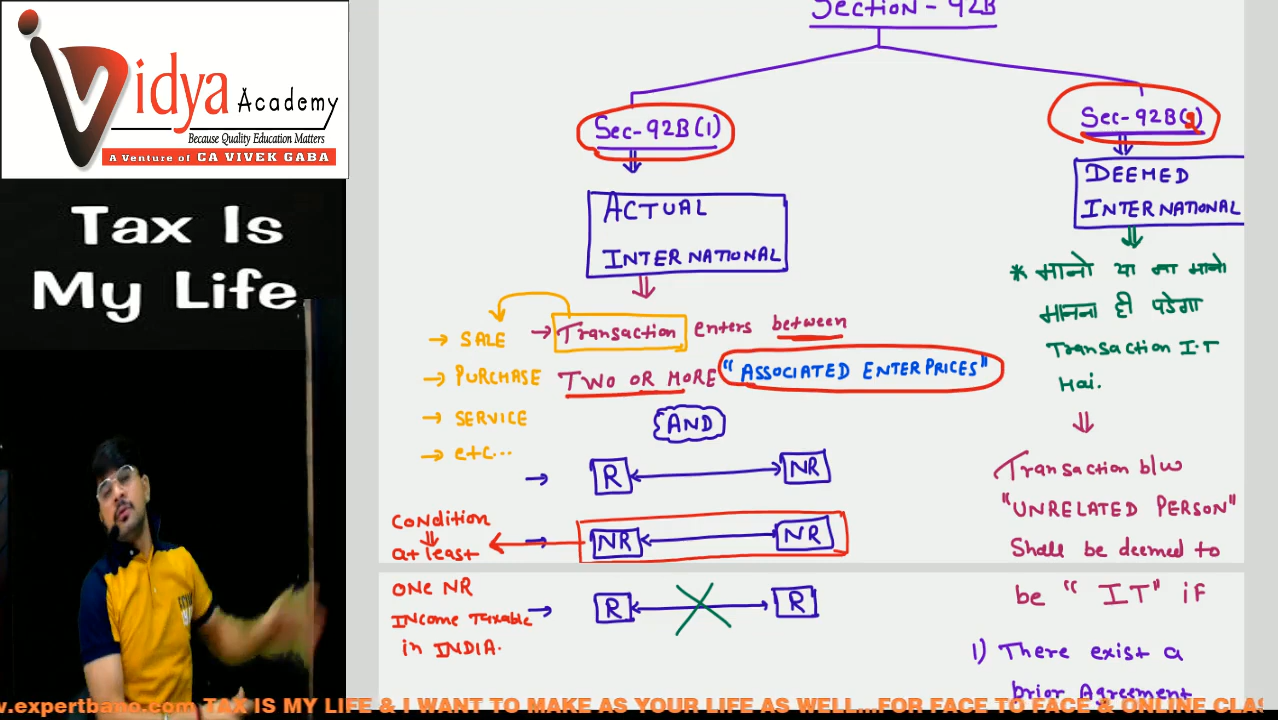 Vidya
Academy
Because Quality Education Matters
A Venture of CA VIVEK GABA
Tax Is
My Life
SECTION - 92B
Sec-92B(1)
ACTUAL
INTERNATIONAL
→ Transaction enters between
TWO OR MORE "ASSOCIATED ENTERPRICES"
→ SALE
→ PURCHASE
→ SERVICE
→ etc...
AND
→ R NR
→ NR NR
→ R R
Condition
at least
ONE NR
INcome Taxable
in INDIA.
Sec-92B(2)
DEEMED
INTERNATIONAL
* मानो या ना मानो
मानना ही पडेगा
Transaction I.T
Hai.
Transaction b/w
"UNRELATED PERSON"
Shall be deemed to
be "IT" if
1) There exist a
prior Agreement
w.expertbano.com TAX IS MY LIFE & I WANT TO MAKE AS YOUR LIFE AS WELL....FOR FACE TO FACE & ONLINE CLAS